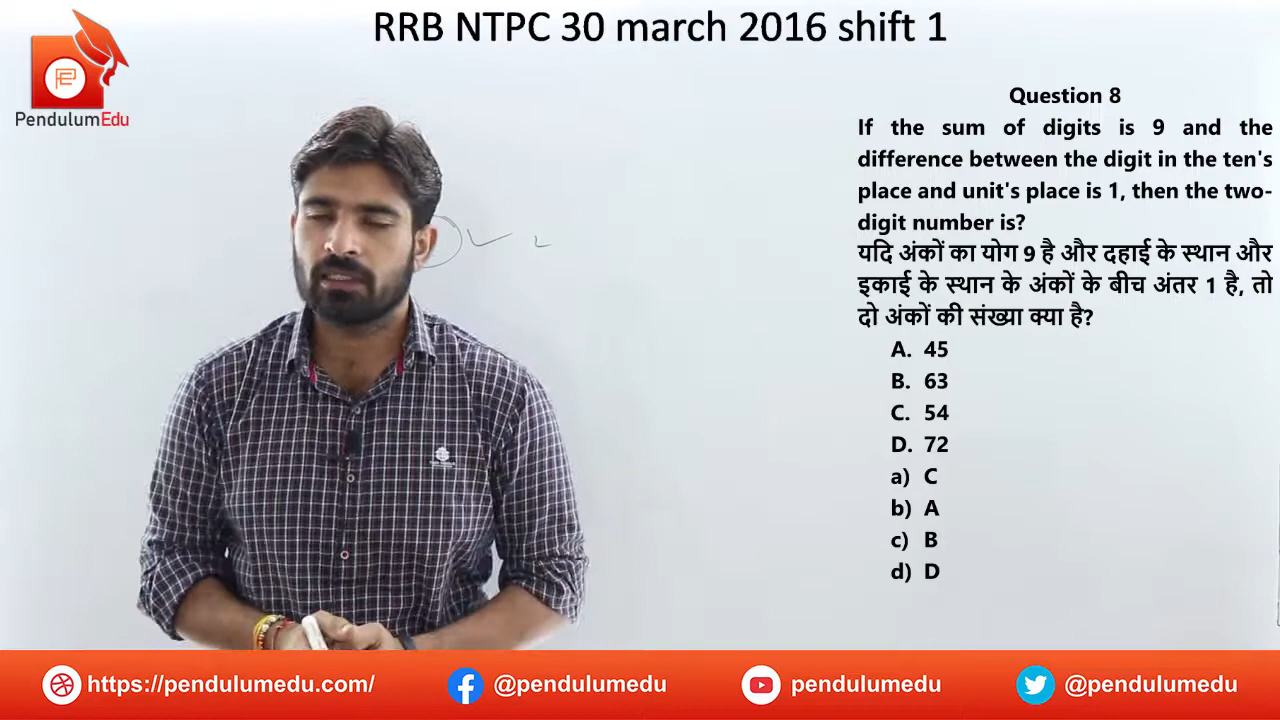 RRB NTPC 30 march 2016 shift 1
PE
PendulumEdu
Question 8
If the sum of digits is 9 and the
difference between the digit in the ten's
place and unit's place is 1, then the two-
digit number is?
यदि अंकों का योग 9 है और दहाई के स्थान और
इकाई के स्थान के अंकों के बीच अंतर 1 है, तो
दो अंकों की संख्या क्या है?
A. 45
B. 63
C. 54
D. 72
a) C
b) A
c) B
d) D
https://pendulumedu.com/
@pendulumedu
pendulumedu
@pendulumedu